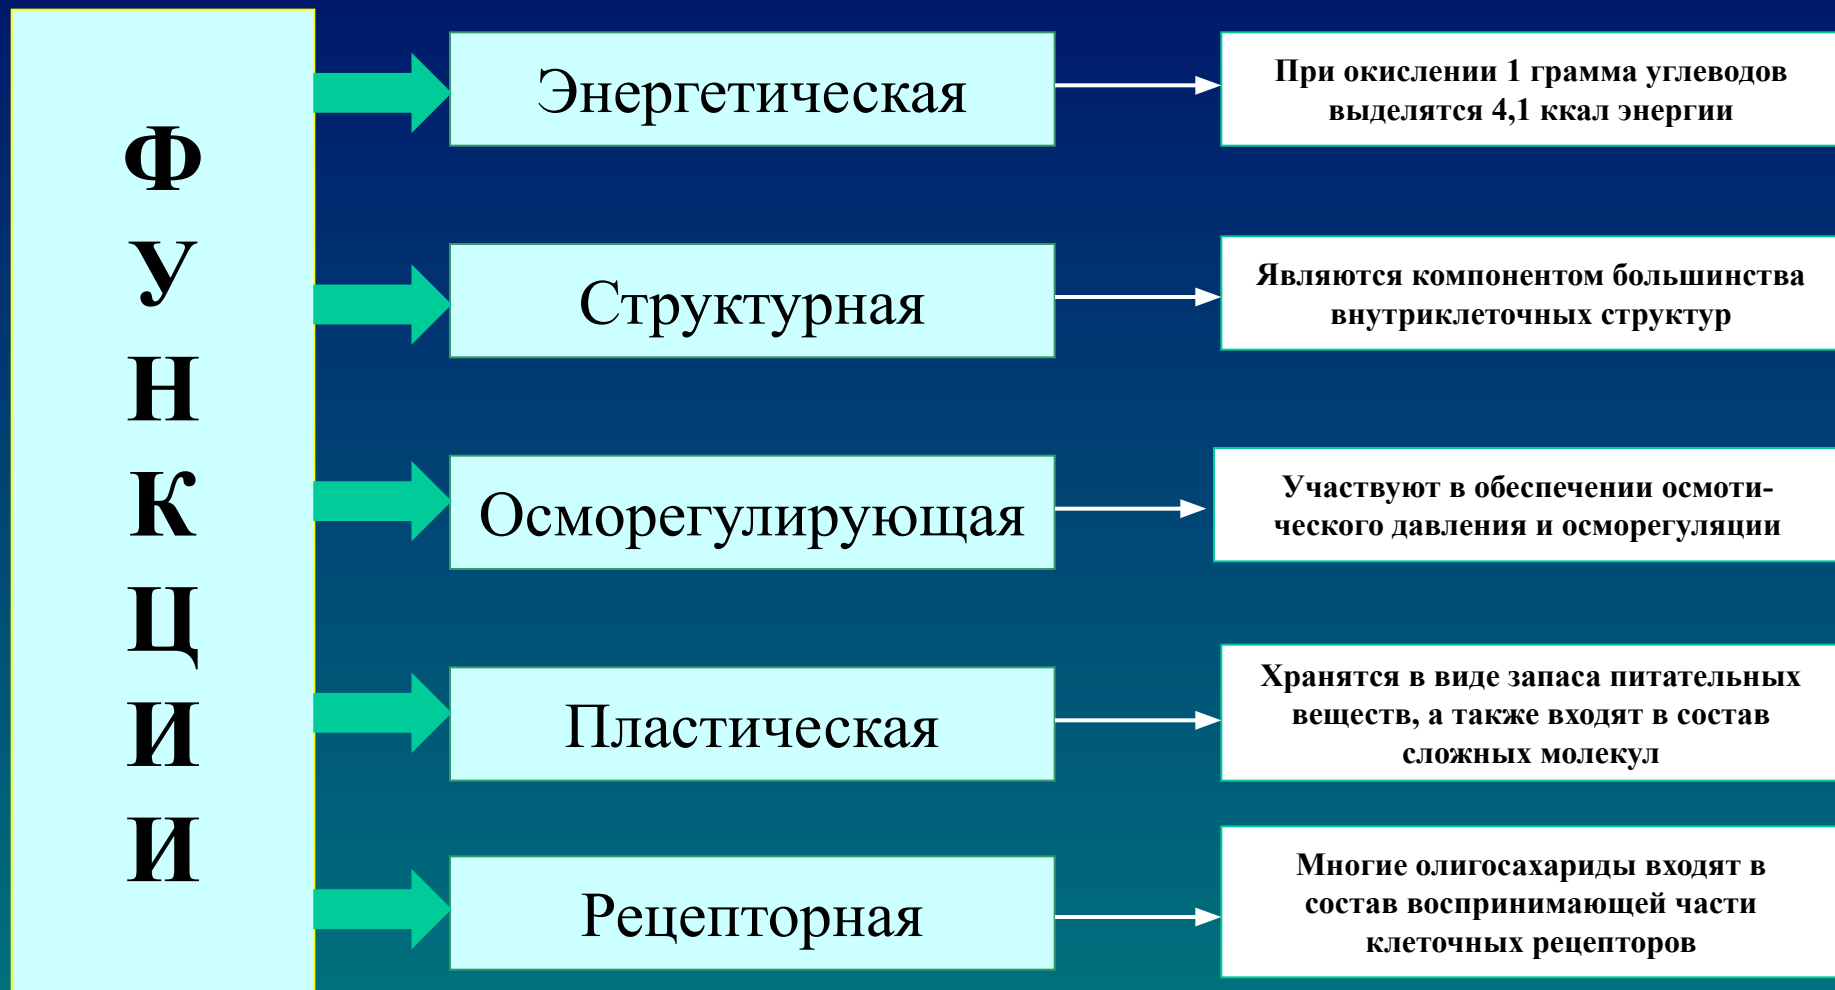 Ф
У
Н
К
Ц
И
И
Энергетическая
При окислении 1 грамма углеводов
выделятся 4,1 ккал энергии
Структурная
Являются компонентом большинства
внутриклеточных структур
Осморегулирующая
Участвуют в обеспечении осмоти-
ческого давления и осморегуляции
Пластическая
Хранятся в виде запаса питательных
веществ, а также входят в состав
сложных молекул
Рецепторная
Многие олигосахариды входят в
состав воспринимающей части
клеточных рецепторов